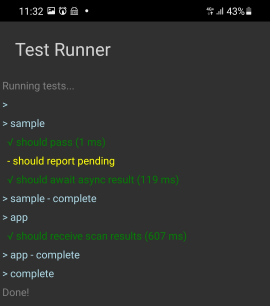 11:32 43%
Test Runner
Running tests...
>
> sample
√ should pass (1 ms)
- should report pending
√ should await async result (119 ms)
> sample - complete
> app
√ should receive scan results (607 ms)
> app - complete
> complete
Done!